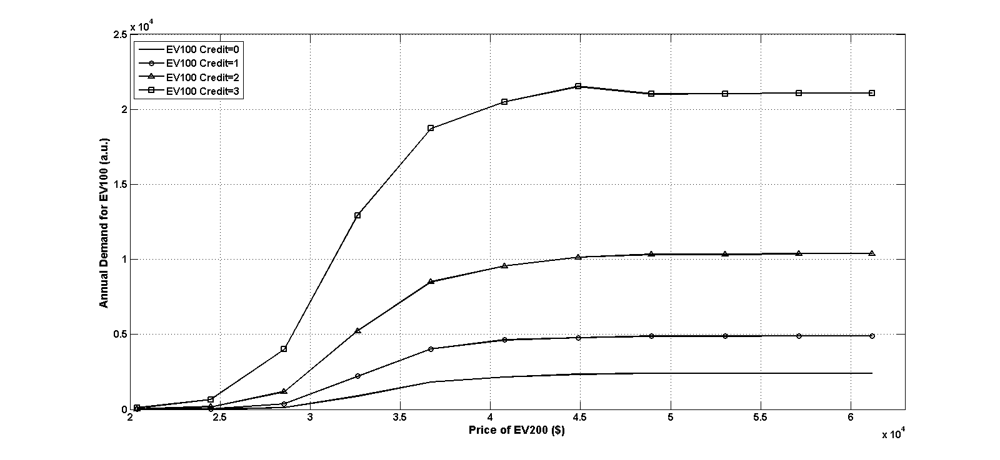 x 10^4
2.5
2
1.5
1
0.5
0
EV100 Credit=0
EV100 Credit=1
EV100 Credit=2
EV100 Credit=3
Annual Demand for EV100 (a.u.)
2 2.5 3 3.5 4 4.5 5 5.5 6
Price of EV200 ($)
x 10^4